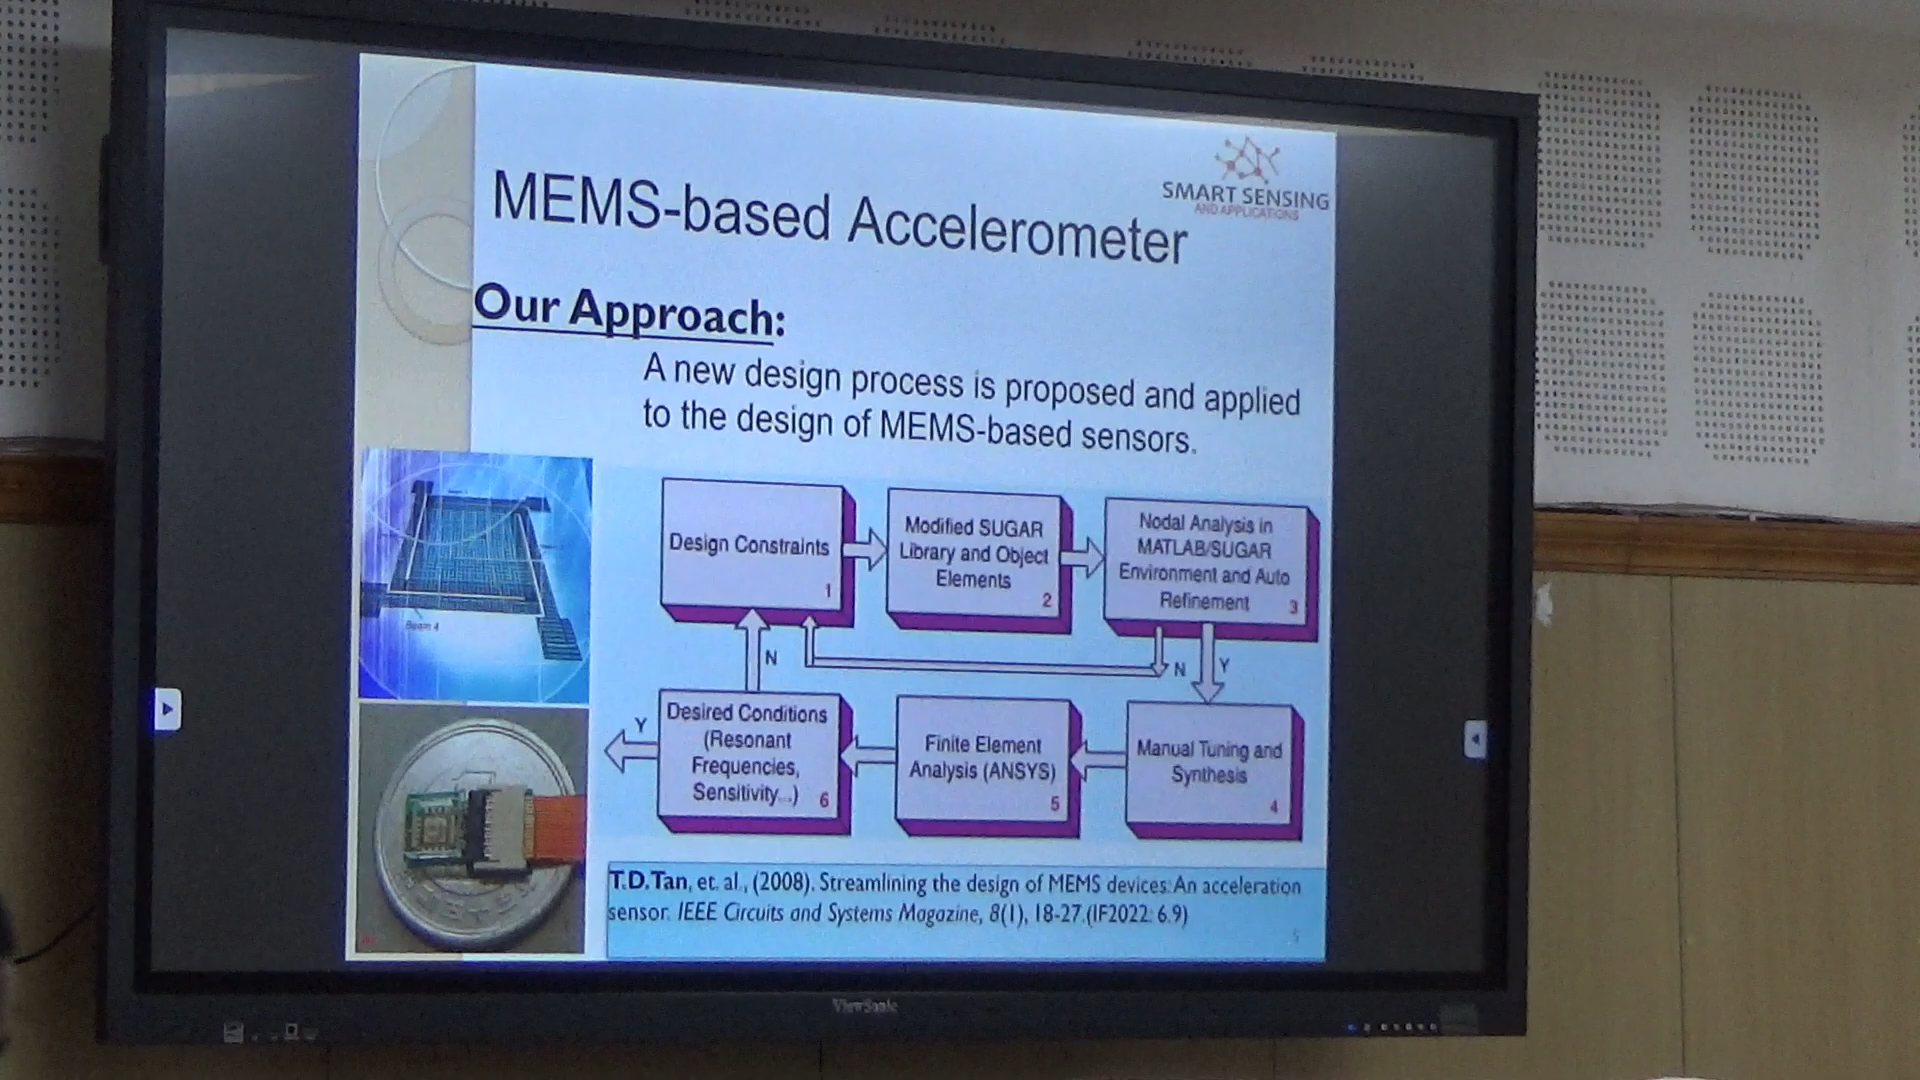 SMART SENSING
AND APPLICATIONS
MEMS-based Accelerometer
Our Approach:
A new design process is proposed and applied
to the design of MEMS-based sensors.
Beam 4
Design Constraints
1
Modified SUGAR
Library and Object
Elements
2
Nodal Analysis in
MATLAB/SUGAR
Environment and Auto
Refinement
3
N
N
Y
Y
Desired Conditions
(Resonant
Frequencies,
Sensitivity...)
6
Finite Element
Analysis (ANSYS)
5
Manual Tuning and
Synthesis
4
T.D.Tan, et. al., (2008). Streamlining the design of MEMS devices: An acceleration
sensor. IEEE Circuits and Systems Magazine, 8(1), 18-27.(IF2022: 6.9)
5
ViewSonic